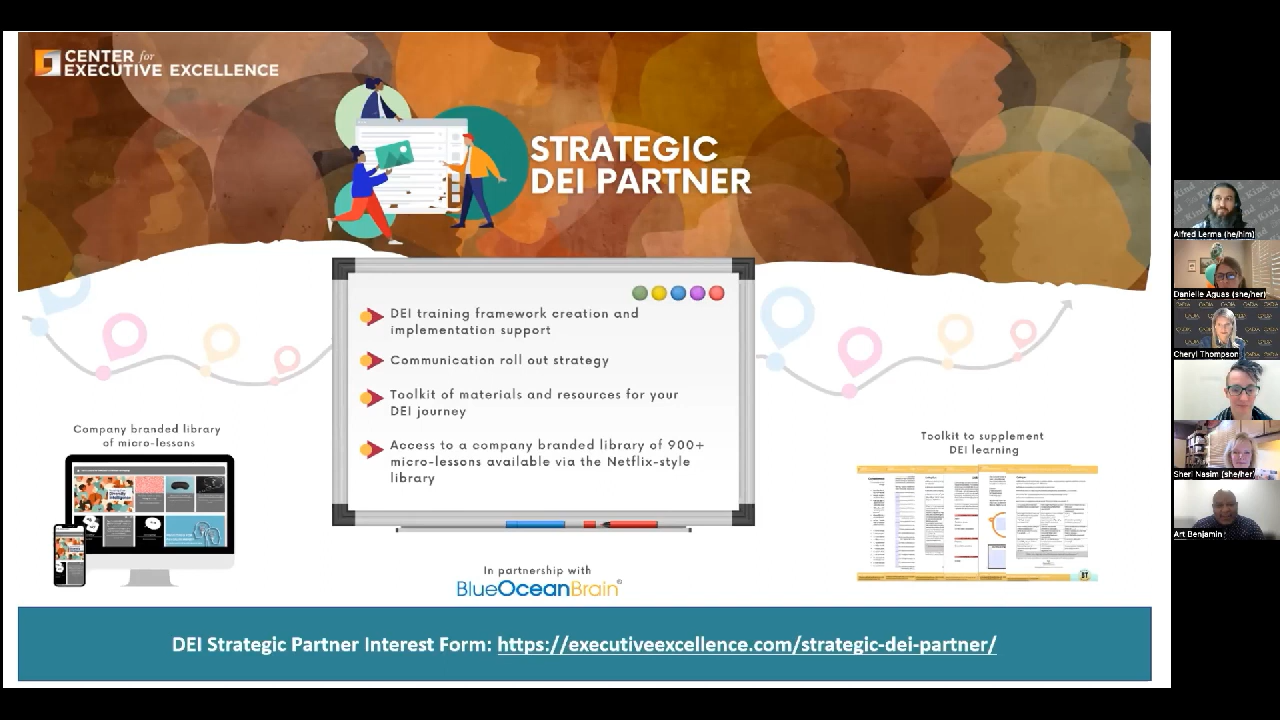 CENTER for
EXECUTIVE EXCELLENCE
STRATEGIC
DEI PARTNER
DEI training framework creation and
implementation support
Communication roll out strategy
Toolkit of materials and resources for your
DEI journey
Access to a company branded library of 900+
micro-lessons available via the Netflix-style
library
Company branded library
of micro-lessons
Toolkit to supplement
DEI learning
In partnership with
BlueOceanBrain®
DEI Strategic Partner Interest Form: https://executiveexcellence.com/strategic-dei-partner/
Alfred Lerma (he/him)
Danielle Aguas (she/her)
Cheryl Thompson
Sheri Nasim (she/her)
Art Benjamin